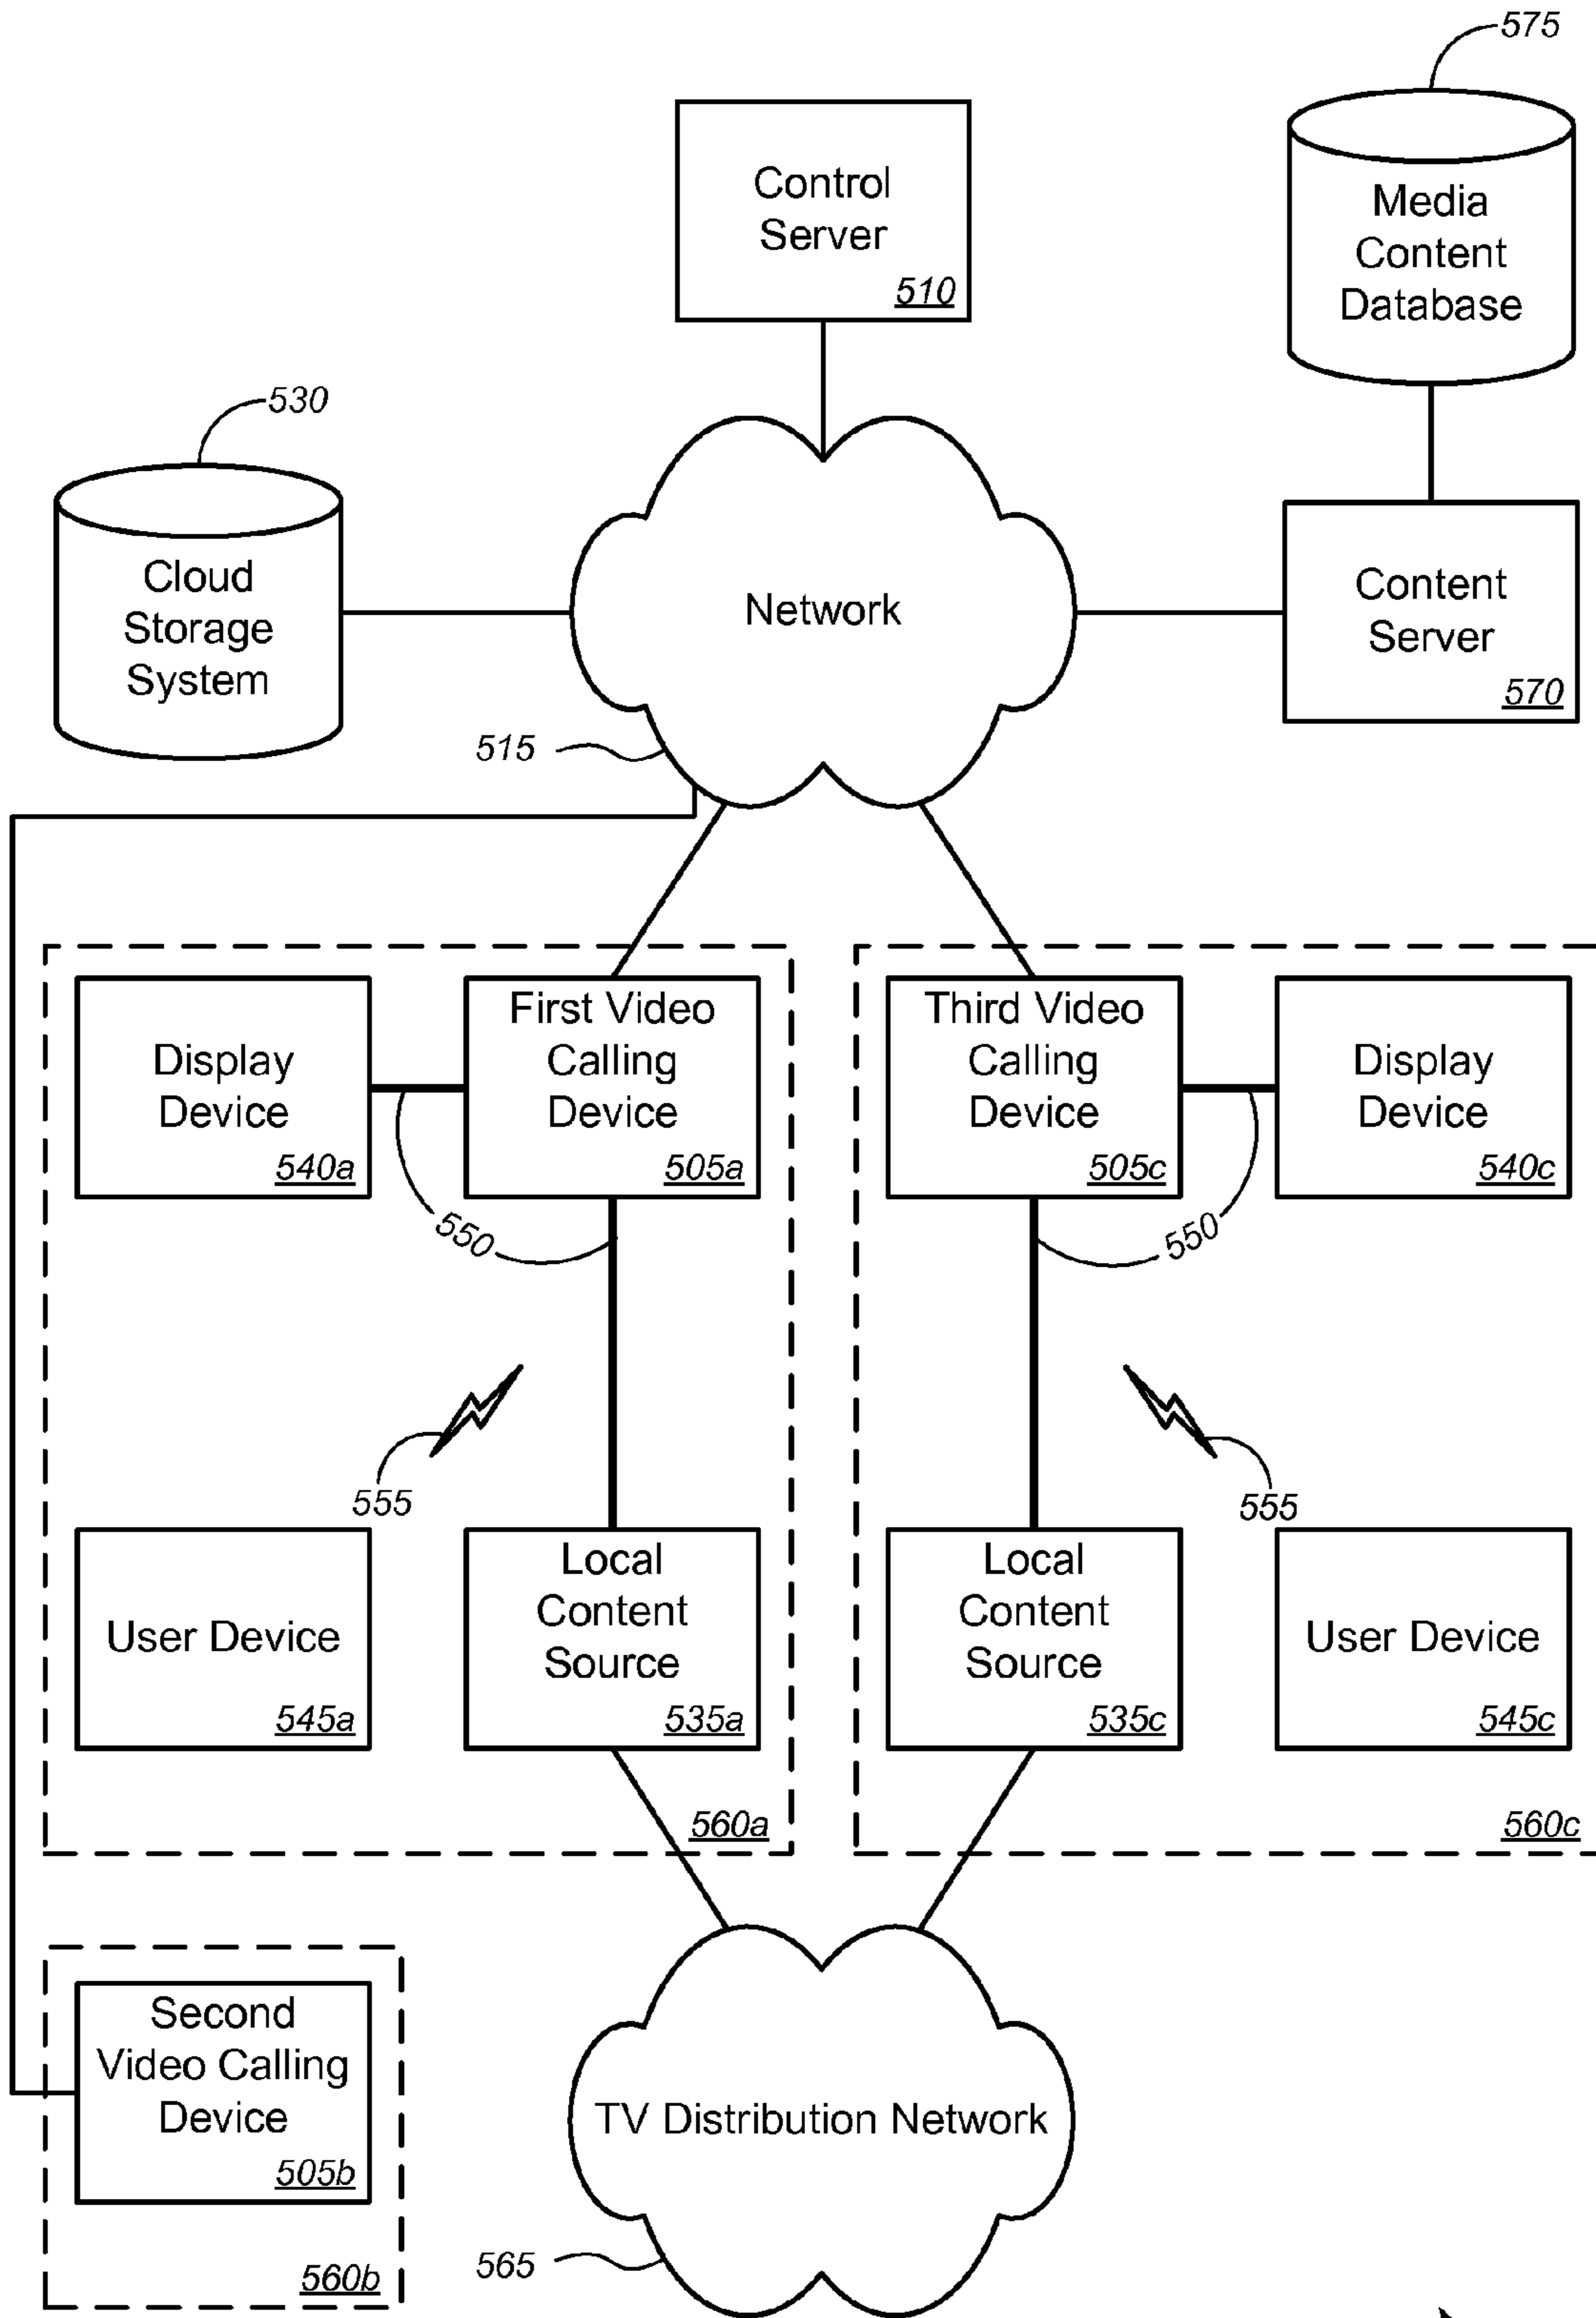 575
Control
Server
510
Media
Content
Database
530
Cloud
Storage
System
Network
Content
Server
570
515
Display
Device
540a
First Video
Calling
Device
505a
Third Video
Calling
Device
505c
Display
Device
540c
550
550
555
555
User Device
545a
Local
Content
Source
535a
Local
Content
Source
535c
User Device
545c
560a
560c
Second
Video Calling
Device
505b
560b
TV Distribution Network
565